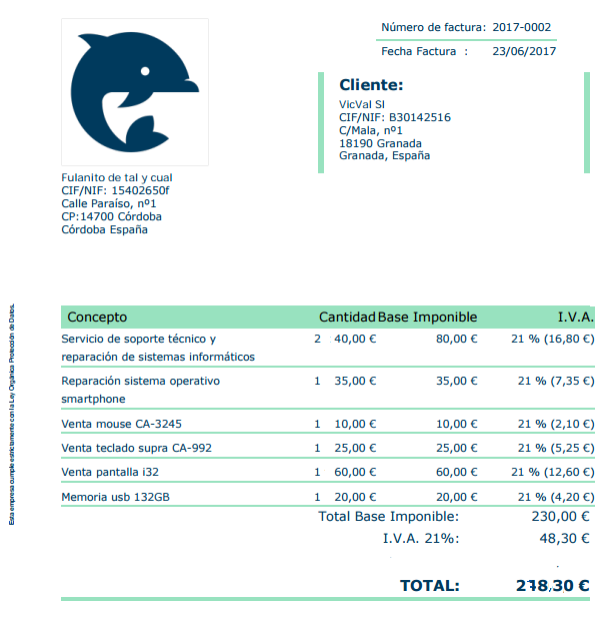 Número de factura: 2017-0002
Fecha Factura : 23/06/2017
Cliente:
VicVal Sl
CIF/NIF: B30142516
C/Mala, nº1
18190 Granada
Granada, España
Fulanito de tal y cual
CIF/NIF: 15402650f
Calle Paraíso, nº1
CP:14700 Córdoba
Córdoba España
Esta empresa cumple estrictamente con la Ley Orgánica Protección de Datos.
Concepto Cantidad Base Imponible I.V.A.
Servicio de soporte técnico y 2 40,00 € 80,00 € 21 % (16,80 €)
reparación de sistemas informáticos
Reparación sistema operativo 1 35,00 € 35,00 € 21 % (7,35 €)
smartphone
Venta mouse CA-3245 1 10,00 € 10,00 € 21 % (2,10 €)
Venta teclado supra CA-992 1 25,00 € 25,00 € 21 % (5,25 €)
Venta pantalla i32 1 60,00 € 60,00 € 21 % (12,60 €)
Memoria usb 132GB 1 20,00 € 20,00 € 21 % (4,20 €)
Total Base Imponible: 230,00 €
I.V.A. 21%: 48,30 €
TOTAL: 278,30 €